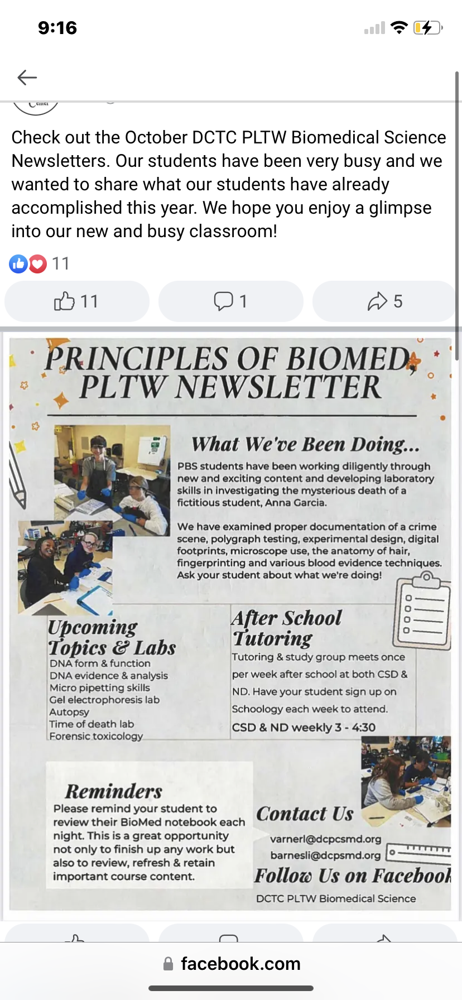 9:16
Center
Check out the October DCTC PLTW Biomedical Science
Newsletters. Our students have been very busy and we
wanted to share what our students have already
accomplished this year. We hope you enjoy a glimpse
into our new and busy classroom!
11
11
1
5
PRINCIPLES OF BIOMED,
PLTW NEWSLETTER
What We've Been Doing...
PBS students have been working diligently through
new and exciting content and developing laboratory
skills in investigating the mysterious death of a
fictitious student, Anna Garcia.
We have examined proper documentation of a crime
scene, polygraph testing, experimental design, digital
footprints, microscope use, the anatomy of hair,
fingerprinting and various blood evidence techniques.
Ask your student about what we're doing!
Upcoming
Topics & Labs
DNA form & function
DNA evidence & analysis
Micro pipetting skills
Gel electrophoresis lab
Autopsy
Time of death lab
Forensic toxicology
After School
Tutoring
Tutoring & study group meets once
per week after school at both CSD &
ND. Have your student sign up on
Schoology each week to attend.
CSD & ND weekly 3 - 4:30
Reminders
Please remind your student to
review their BioMed notebook each
night. This is a great opportunity
not only to finish up any work but
also to review, refresh & retain
important course content.
Contact Us
varnerl@dcpcsmd.org
barnesli@dcpsmd.org
Follow Us on Facebook
DCTC PLTW Biomedical Science
facebook.com